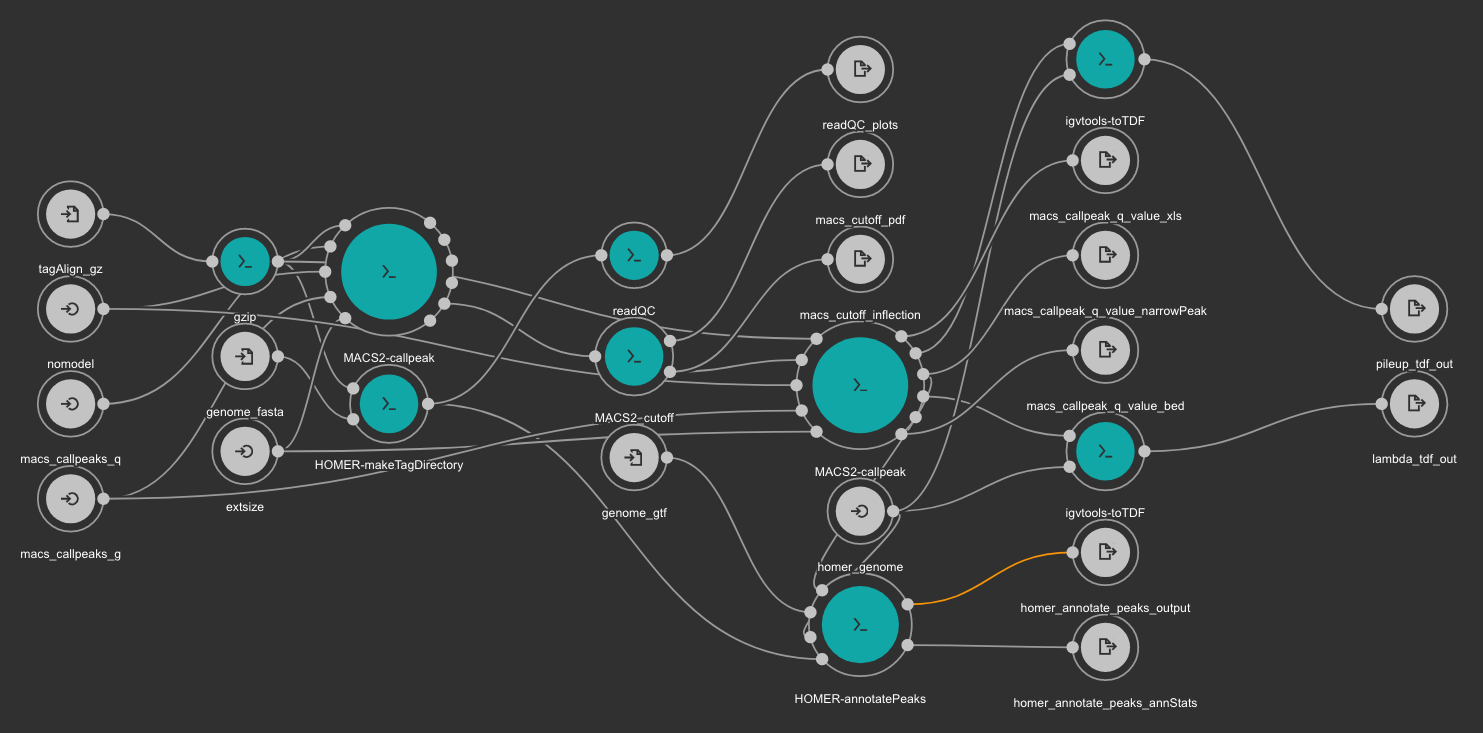 readQC_plots
igvtools-toTDF
macs_cutoff_pdf
macs_callpeak_q_value_xls
tagAlign_gz
gzip
readQC
macs_cutoff_inflection
macs_callpeak_q_value_narrowPeak
nomodel
MACS2-callpeak
pileup_tdf_out
genome_fasta
MACS2-cutoff
macs_callpeak_q_value_bed
macs_callpeaks_q
HOMER-makeTagDirectory
MACS2-callpeak
lambda_tdf_out
extsize
genome_gtf
igvtools-toTDF
macs_callpeaks_g
homer_genome
homer_annotate_peaks_output
HOMER-annotatePeaks
homer_annotate_peaks_annStats